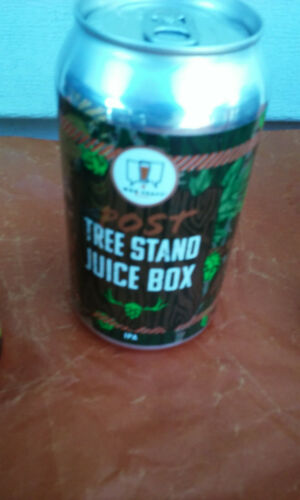 POST
TREE STAND
JUICE BOX
IPA